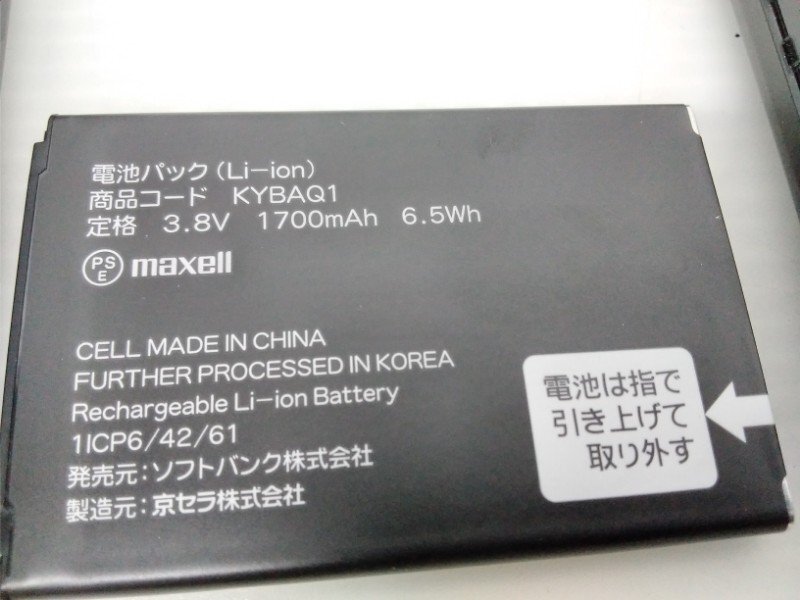 電池パック(Li-ion)
商品コード KYBAQ1
定格 3.8V 1700mAh 6.5Wh
PSE maxell
CELL MADE IN CHINA
FURTHER PROCESSED IN KOREA
Rechargeable Li-ion Battery
1ICP6/42/61
発売元:ソフトバンク株式会社
製造元:京セラ株式会社
電池は指で
引き上げて
取り外す